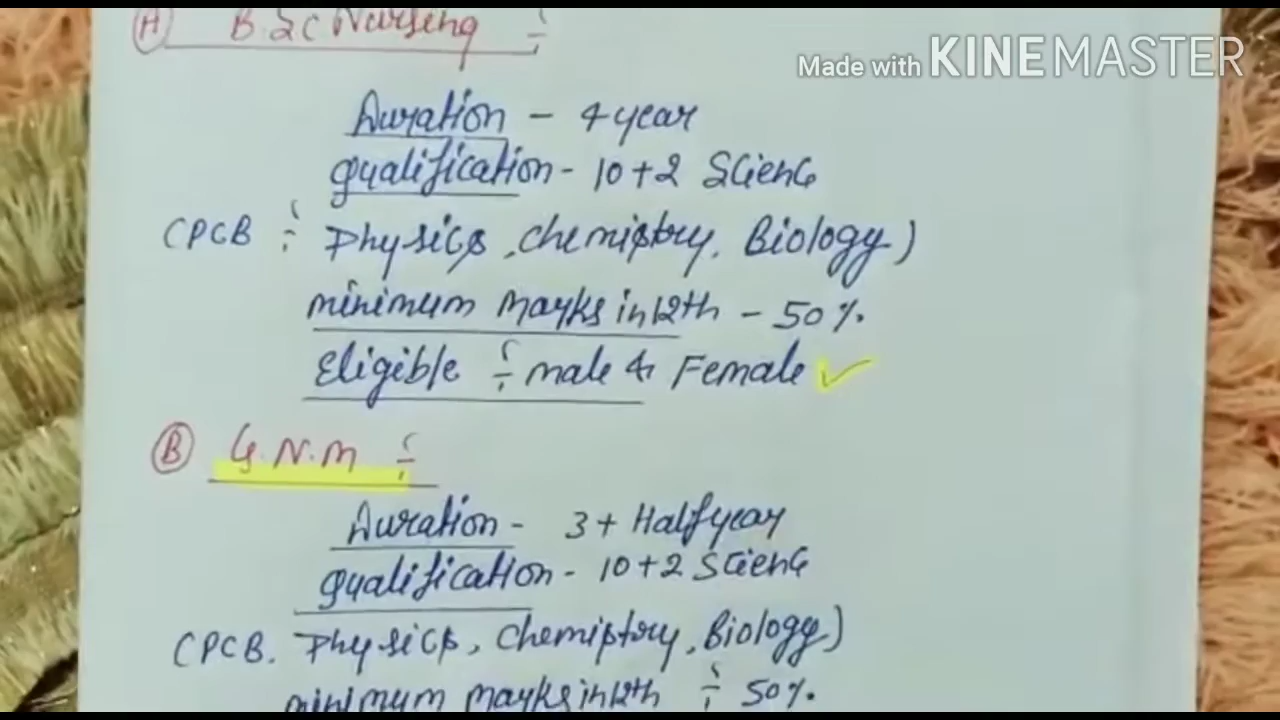 Made with KINEMASTER
(A) B.Sc Nursing :-
Duration - 4 year
qualification - 10+2 Science
(PCB :- Physics, chemistry, Biology)
minimum marks in 12th - 50%.
Eligible :- male & Female ✓
(B) G.N.M :-
Duration - 3 + Half year
qualification - 10+2 Science
(PCB. Physics, Chemistry, Biology)
minimum marks in 12th :- 50%.